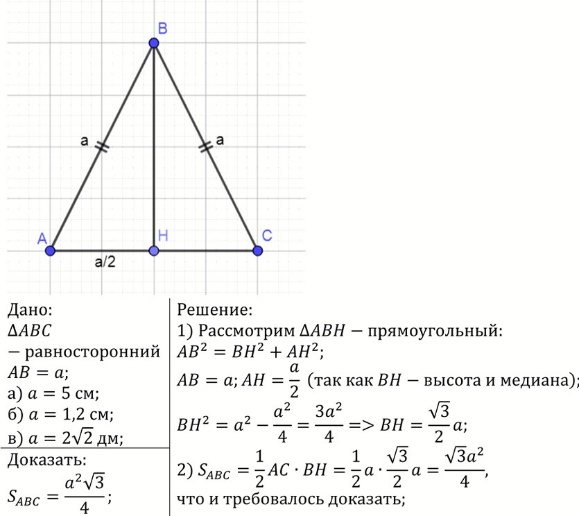 B
a
a
A
H
C
a/2
Дано:
ΔABC
− равносторонний
AB = a;
а) a = 5 см;
б) a = 1,2 см;
в) a = 2√2 дм;
Доказать:
S_ABC = a²√3/4;
Решение:
1) Рассмотрим ΔABH − прямоугольный:
AB² = BH² + AH²;
AB = a; AH = a/2 (так как BH − высота и медиана);
BH² = a² − a²/4 = 3a²/4 => BH = √3/2 a;
2) S_ABC = 1/2 AC · BH = 1/2 a · √3/2 a = √3a²/4,
что и требовалось доказать;